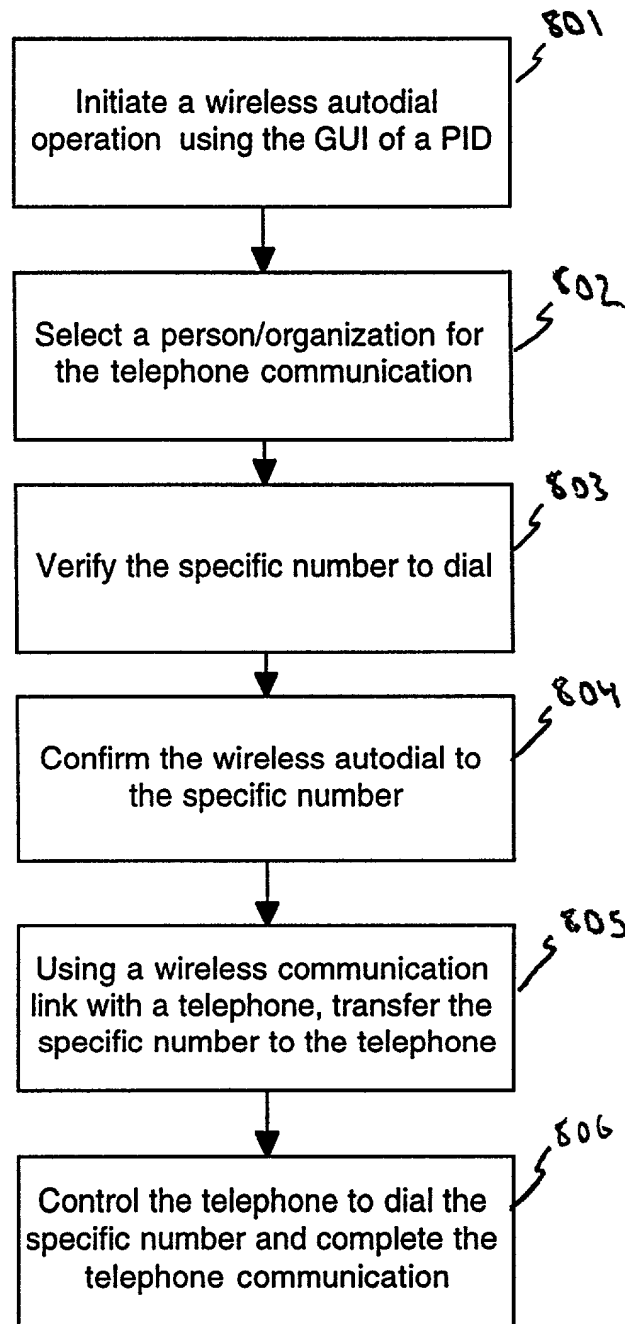 801
Initiate a wireless autodial
operation using the GUI of a PID
802
Select a person/organization for
the telephone communication
803
Verify the specific number to dial
804
Confirm the wireless autodial to
the specific number
805
Using a wireless communication
link with a telephone, transfer the
specific number to the telephone
806
Control the telephone to dial the
specific number and complete the
telephone communication